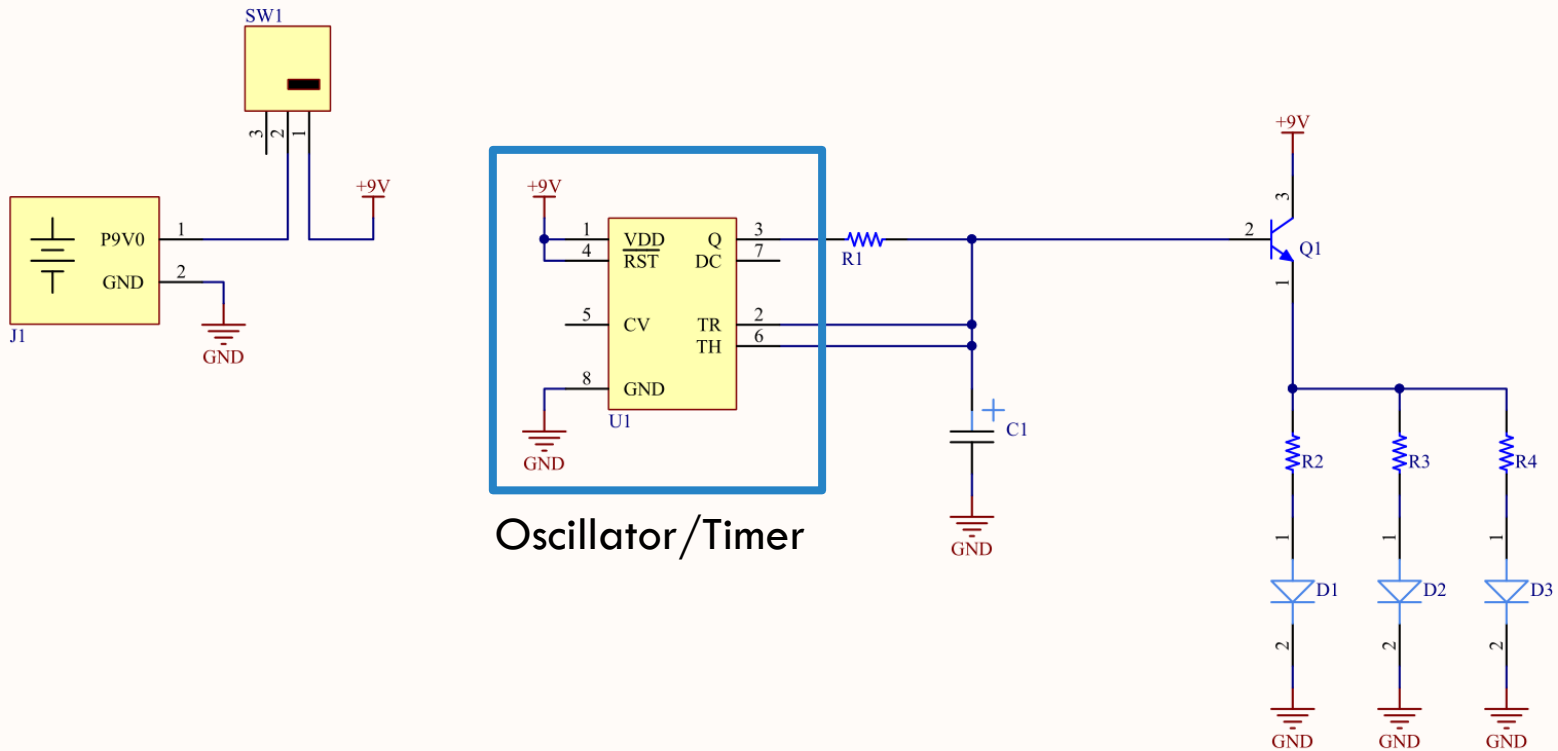 SW1
3
2
1
+9V
P9V0
1
GND
2
J1
GND
+9V
1
VDD
4
RST
5
CV
8
GND
Q
3
DC
7
TR
2
TH
6
U1
GND
Oscillator/Timer
R1
C1
GND
+9V
3
2
Q1
1
R2
R3
R4
1
1
1
D1
D2
D3
2
2
2
GND
GND
GND